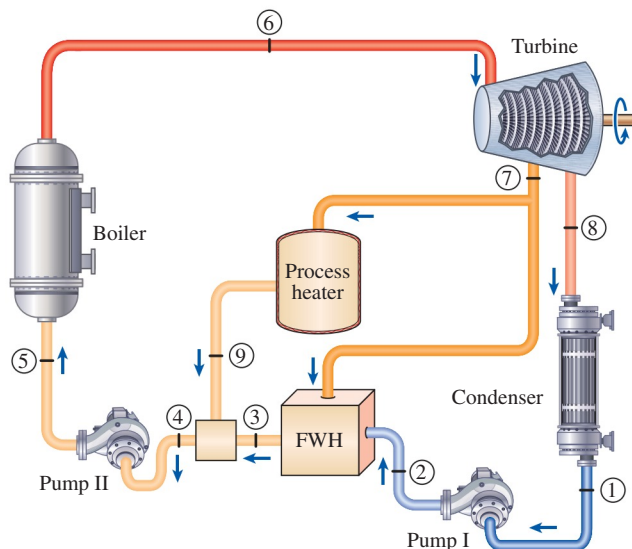 ⑥
Turbine
⑦
Boiler
⑧
Process
heater
⑤
⑨
Condenser
④
③
FWH
②
Pump II
①
Pump I